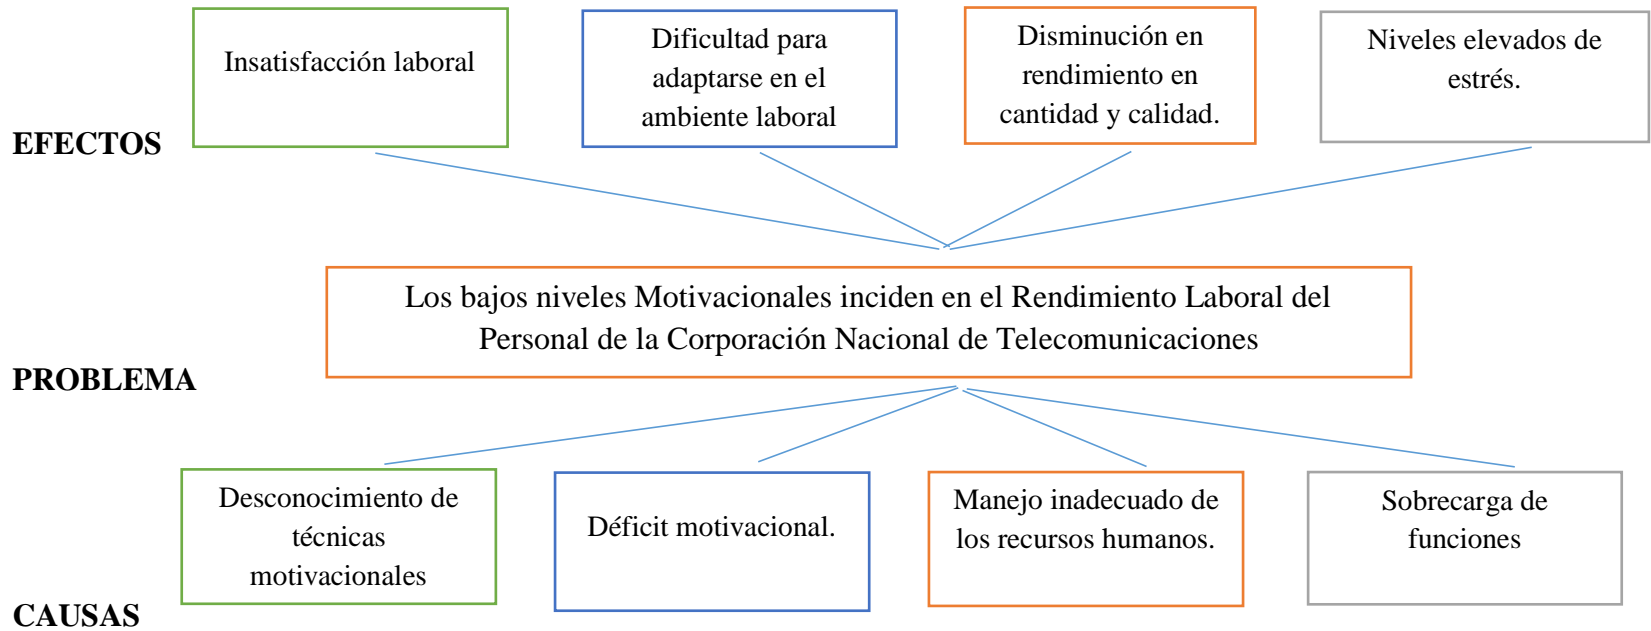 Insatisfacción laboral
Dificultad para
adaptarse en el
ambiente laboral
Disminución en
rendimiento en
cantidad y calidad.
Niveles elevados de
estrés.
EFECTOS
Los bajos niveles Motivacionales inciden en el Rendimiento Laboral del
Personal de la Corporación Nacional de Telecomunicaciones
PROBLEMA
Desconocimiento de
técnicas
motivacionales
Déficit motivacional.
Manejo inadecuado de
los recursos humanos.
Sobrecarga de
funciones
CAUSAS